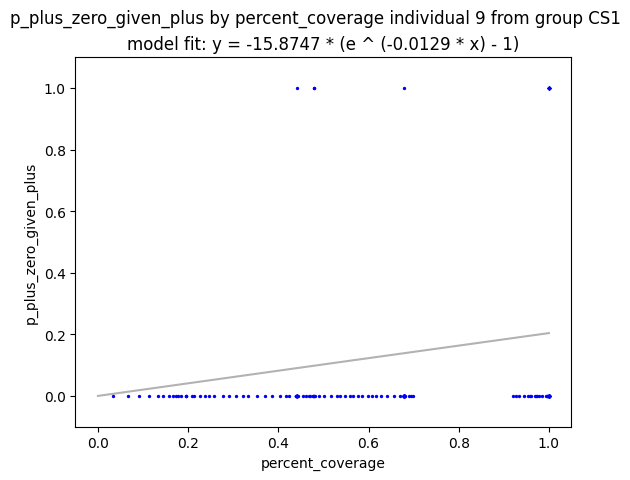 p_plus_zero_given_plus by percent_coverage individual 9 from group CS1
model fit: y = -15.8747 * (e ^ (-0.0129 * x) - 1)
p_plus_zero_given_plus
1.0
0.8
0.6
0.4
0.2
0.0
0.0 0.2 0.4 0.6 0.8 1.0
percent_coverage